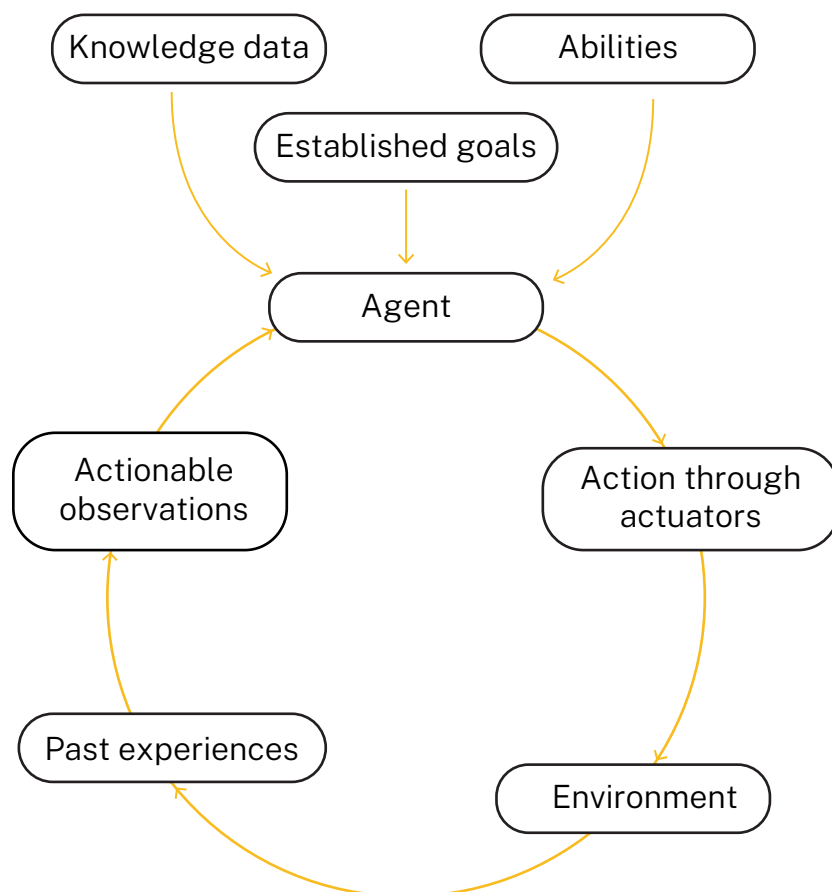 Knowledge data
Abilities
Established goals
Agent
Actionable
observations
Action through
actuators
Past experiences
Environment